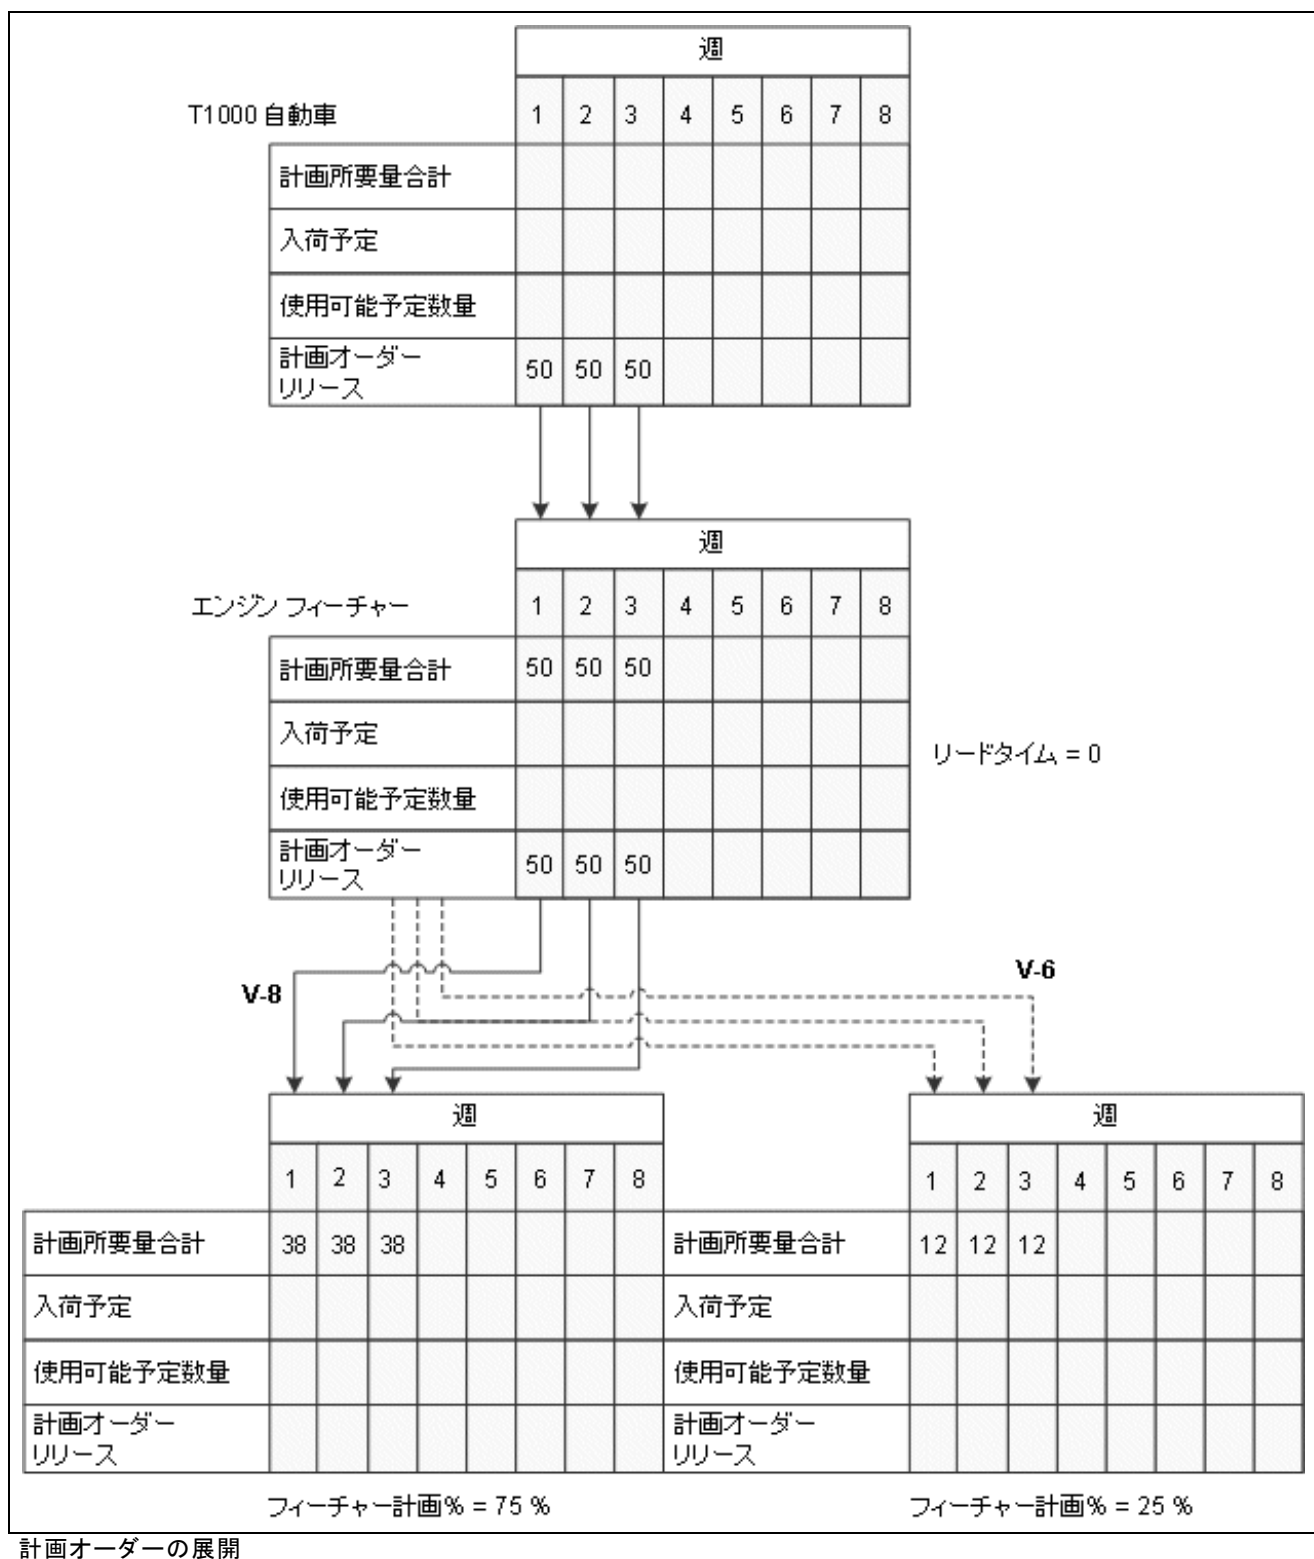 週
T1000 自動車 1 2 3 4 5 6 7 8
計画所要量合計
入荷予定
使用可能予定数量
計画オーダー
リリース 50 50 50
週
エンジン フィーチャー 1 2 3 4 5 6 7 8
計画所要量合計 50 50 50
入荷予定
リードタイム = 0
使用可能予定数量
計画オーダー
リリース 50 50 50
V-8
V-6
週
1 2 3 4 5 6 7 8
計画所要量合計 38 38 38
入荷予定
使用可能予定数量
計画オーダー
リリース
フィーチャー計画% = 75 %
週
1 2 3 4 5 6 7 8
計画所要量合計 12 12 12
入荷予定
使用可能予定数量
計画オーダー
リリース
フィーチャー計画% = 25 %
計画オーダーの展開